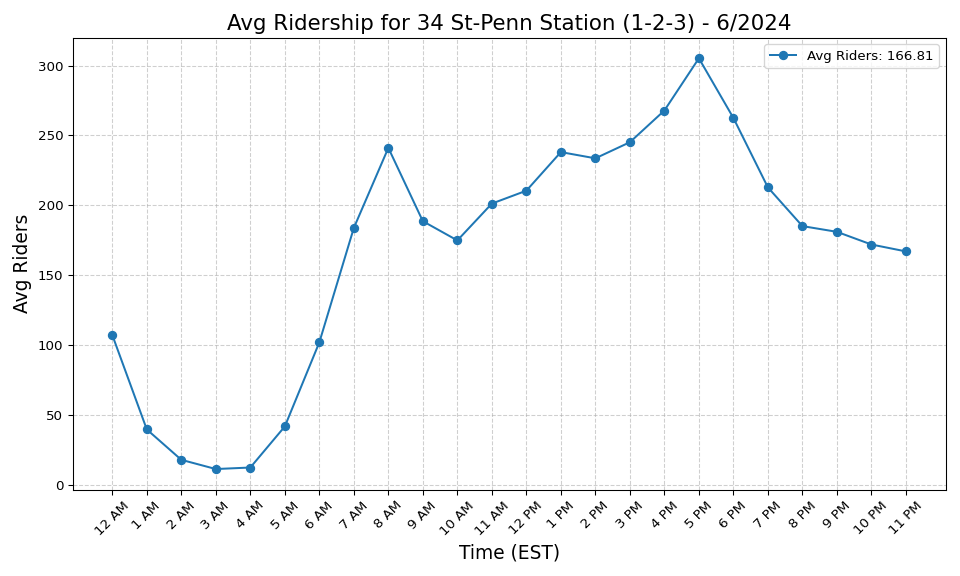 Avg Ridership for 34 St-Penn Station (1-2-3) - 6/2024
Avg Riders: 166.81
Avg Riders
300
250
200
150
100
50
0
12 AM
1 AM
2 AM
3 AM
4 AM
5 AM
6 AM
7 AM
8 AM
9 AM
10 AM
11 AM
12 PM
1 PM
2 PM
3 PM
4 PM
5 PM
6 PM
7 PM
8 PM
9 PM
10 PM
11 PM
Time (EST)